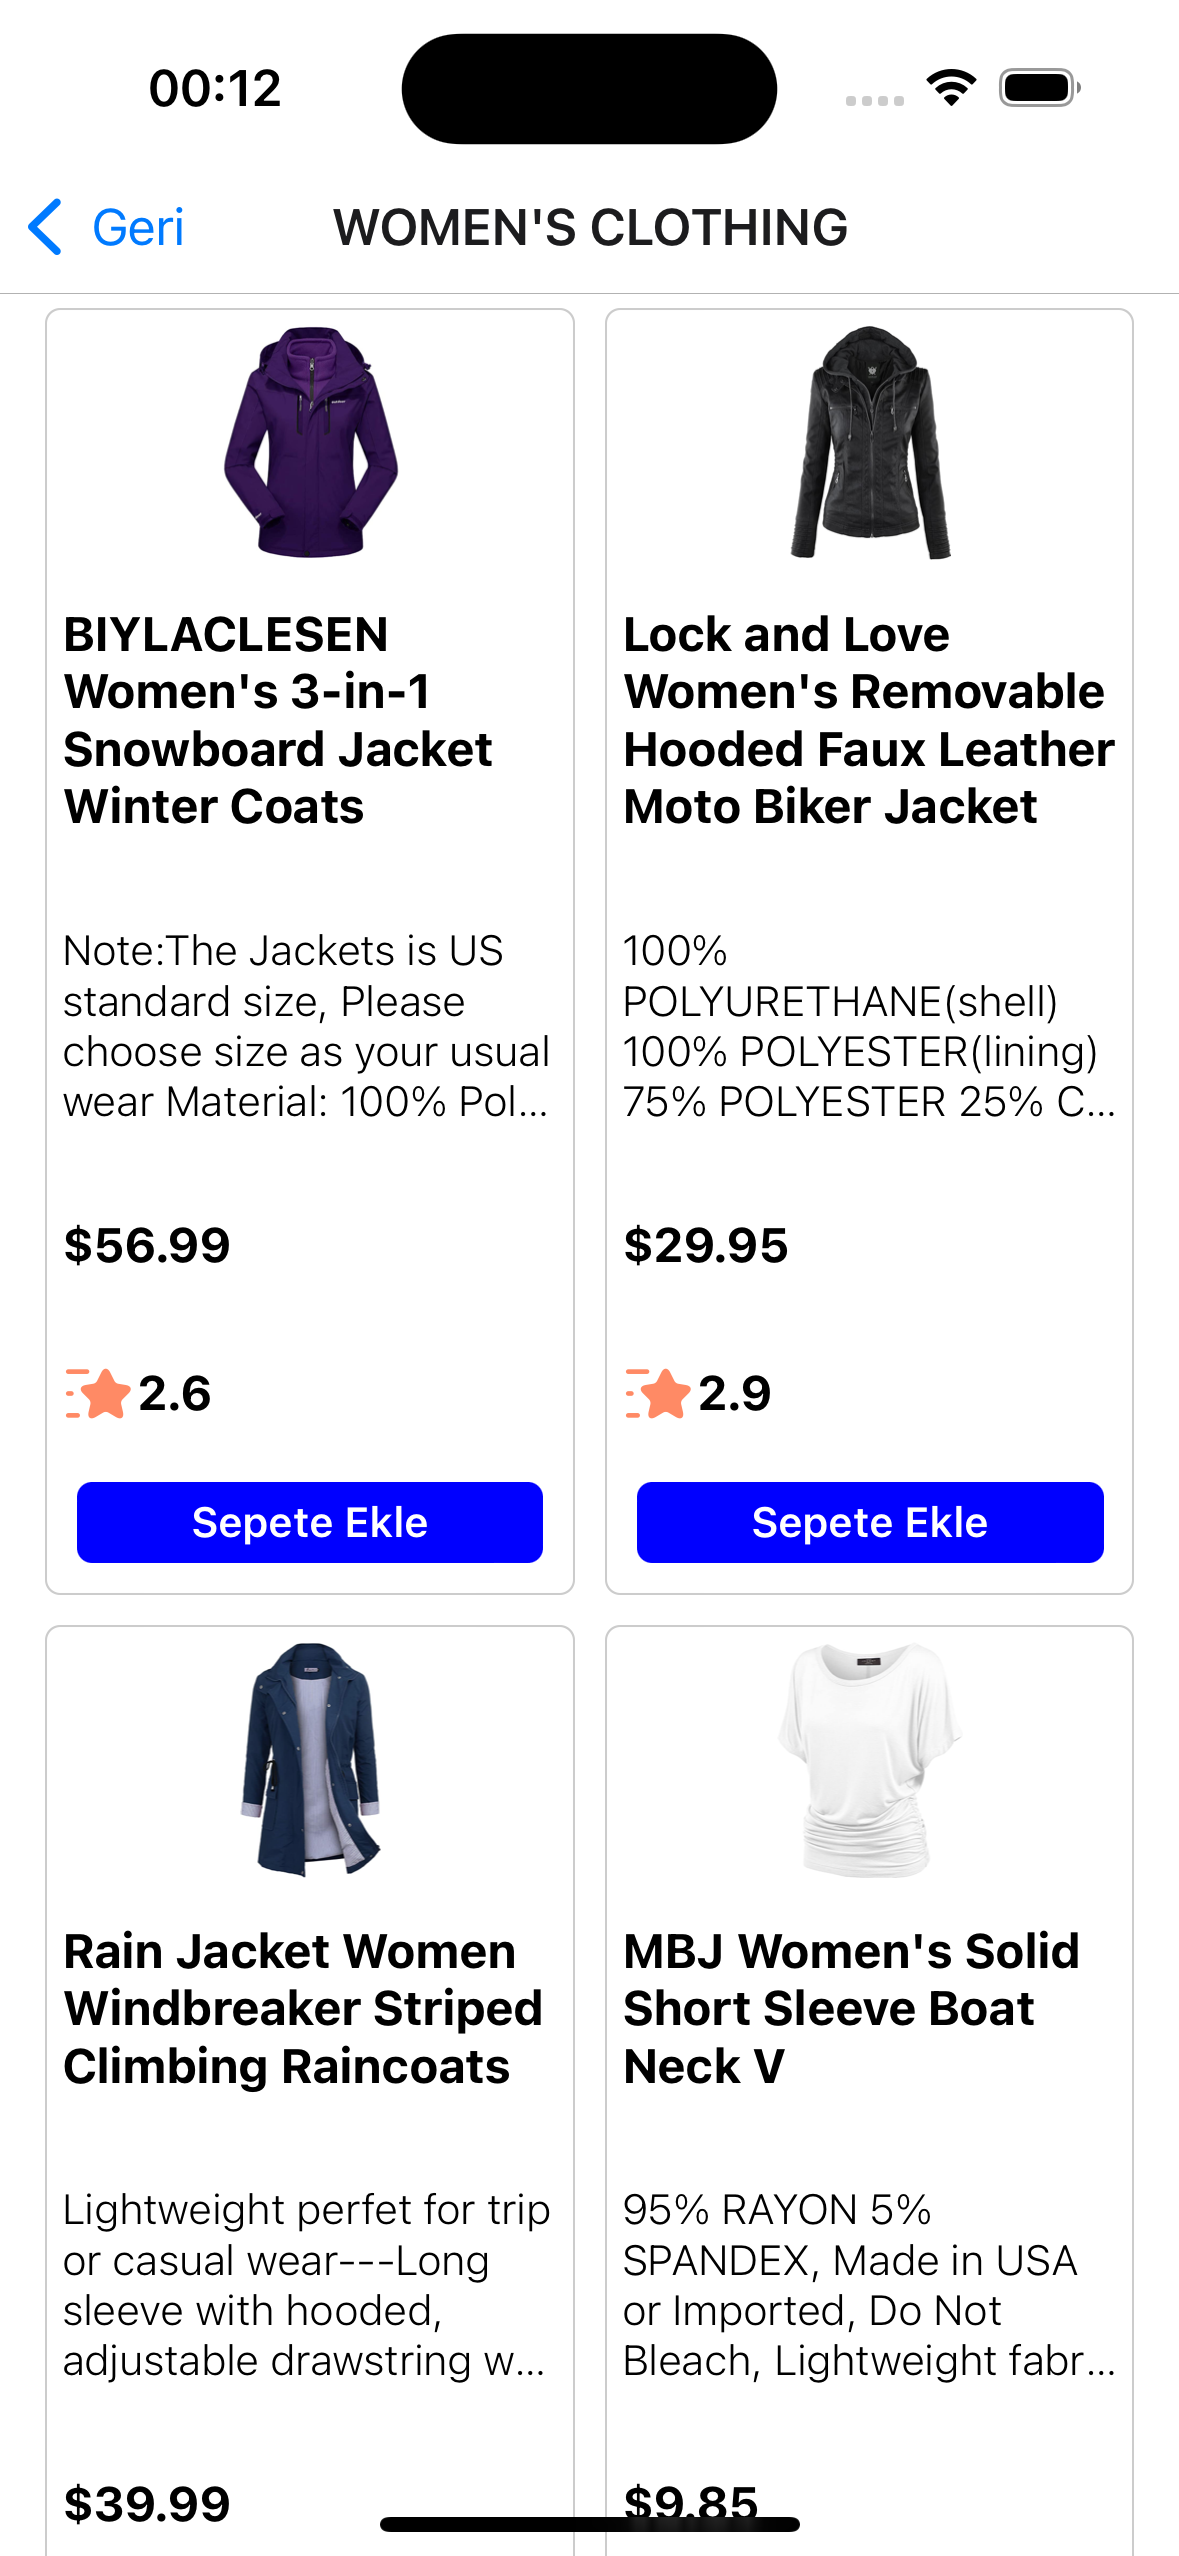 00:12
Geri
WOMEN'S CLOTHING
BIYLACLESEN
Women's 3-in-1
Snowboard Jacket
Winter Coats
Note:The Jackets is US
standard size, Please
choose size as your usual
wear Material: 100% Pol...
$56.99
2.6
Sepete Ekle
Lock and Love
Women's Removable
Hooded Faux Leather
Moto Biker Jacket
100%
POLYURETHANE(shell)
100% POLYESTER(lining)
75% POLYESTER 25% C...
$29.95
2.9
Sepete Ekle
Rain Jacket Women
Windbreaker Striped
Climbing Raincoats
Lightweight perfet for trip
or casual wear---Long
sleeve with hooded,
adjustable drawstring w...
$39.99
MBJ Women's Solid
Short Sleeve Boat
Neck V
95% RAYON 5%
SPANDEX, Made in USA
or Imported, Do Not
Bleach, Lightweight fabr...
$9.85